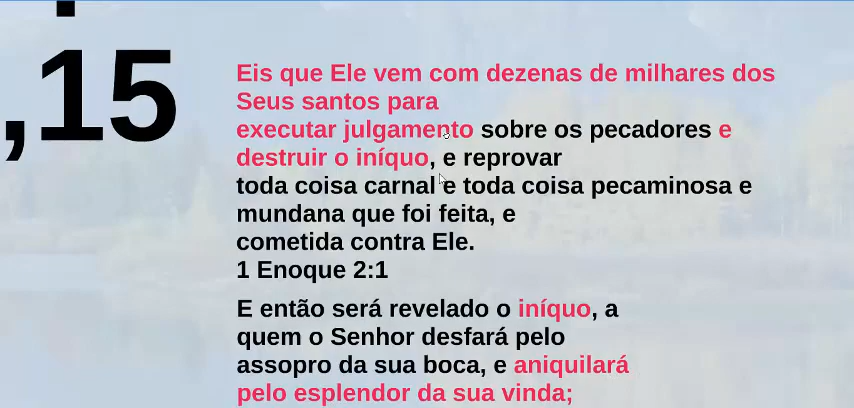 ,15
Eis que Ele vem com dezenas de milhares dos
Seus santos para
executar julgamento sobre os pecadores e
destruir o iníquo, e reprovar
toda coisa carnal e toda coisa pecaminosa e
mundana que foi feita, e
cometida contra Ele.
1 Enoque 2:1
E então será revelado o iníquo, a
quem o Senhor desfará pelo
assopro da sua boca, e aniquilará
pelo esplendor da sua vinda;